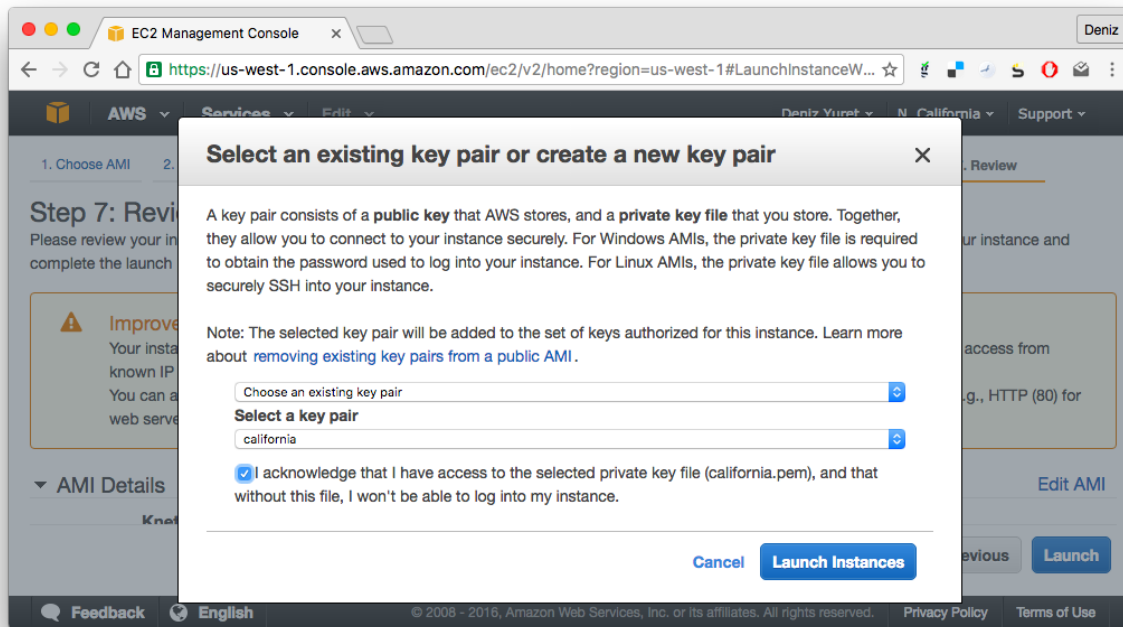 EC2 Management Console
Deniz
https://us-west-1.console.aws.amazon.com/ec2/v2/home?region=us-west-1#LaunchInstanceW...
AWS Services Edit Deniz Yuret N. California Support
1. Choose AMI 2. . Review
Select an existing key pair or create a new key pair
Step 7: Revi
Please review your in ur instance and
complete the launch
A key pair consists of a public key that AWS stores, and a private key file that you store. Together,
they allow you to connect to your instance securely. For Windows AMIs, the private key file is required
to obtain the password used to log into your instance. For Linux AMIs, the private key file allows you to
securely SSH into your instance.
Improve
Your insta access from
known IP
You can a .g., HTTP (80) for
web serve
Note: The selected key pair will be added to the set of keys authorized for this instance. Learn more
about removing existing key pairs from a public AMI.
Choose an existing key pair
Select a key pair
california
I acknowledge that I have access to the selected private key file (california.pem), and that
without this file, I won't be able to log into my instance.
AMI Details Edit AMI
Cancel Launch Instances
evious Launch
Feedback English © 2008 - 2016, Amazon Web Services, Inc. or its affiliates. All rights reserved. Privacy Policy Terms of Use